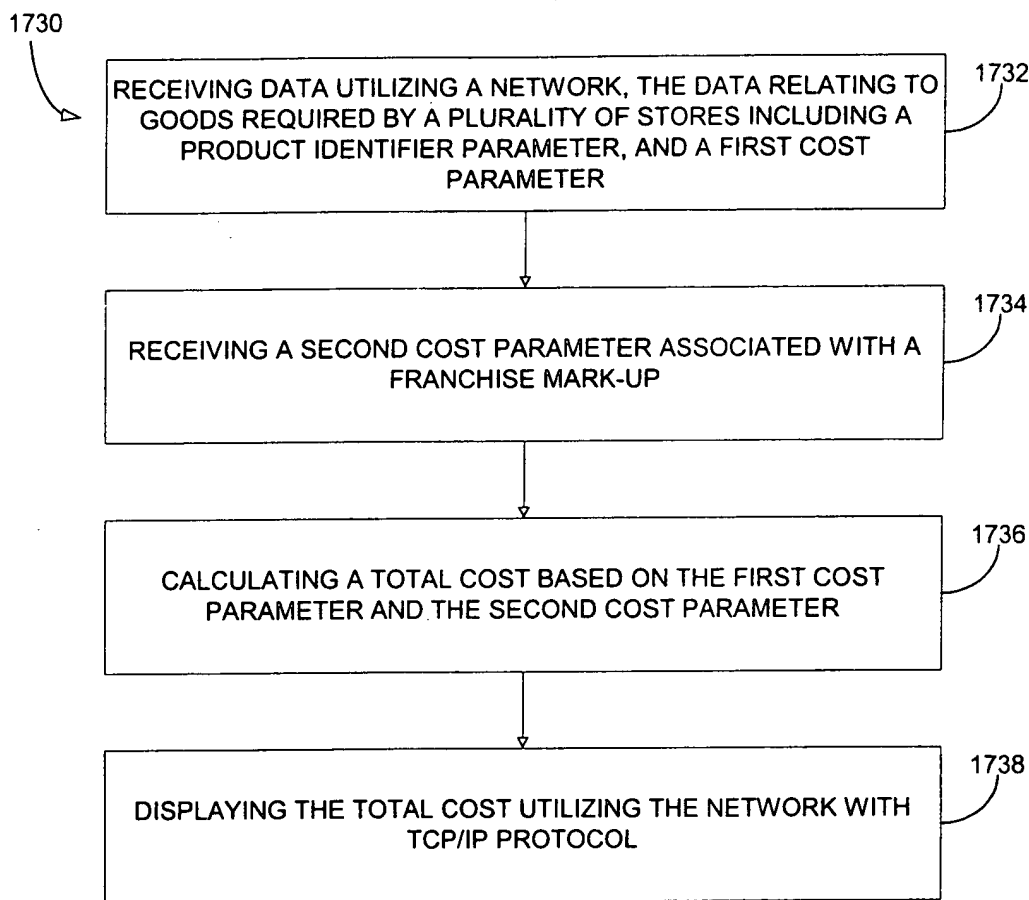 1730
RECEIVING DATA UTILIZING A NETWORK, THE DATA RELATING TO
GOODS REQUIRED BY A PLURALITY OF STORES INCLUDING A
PRODUCT IDENTIFIER PARAMETER, AND A FIRST COST
PARAMETER
1732
RECEIVING A SECOND COST PARAMETER ASSOCIATED WITH A
FRANCHISE MARK-UP
1734
CALCULATING A TOTAL COST BASED ON THE FIRST COST
PARAMETER AND THE SECOND COST PARAMETER
1736
DISPLAYING THE TOTAL COST UTILIZING THE NETWORK WITH
TCP/IP PROTOCOL
1738